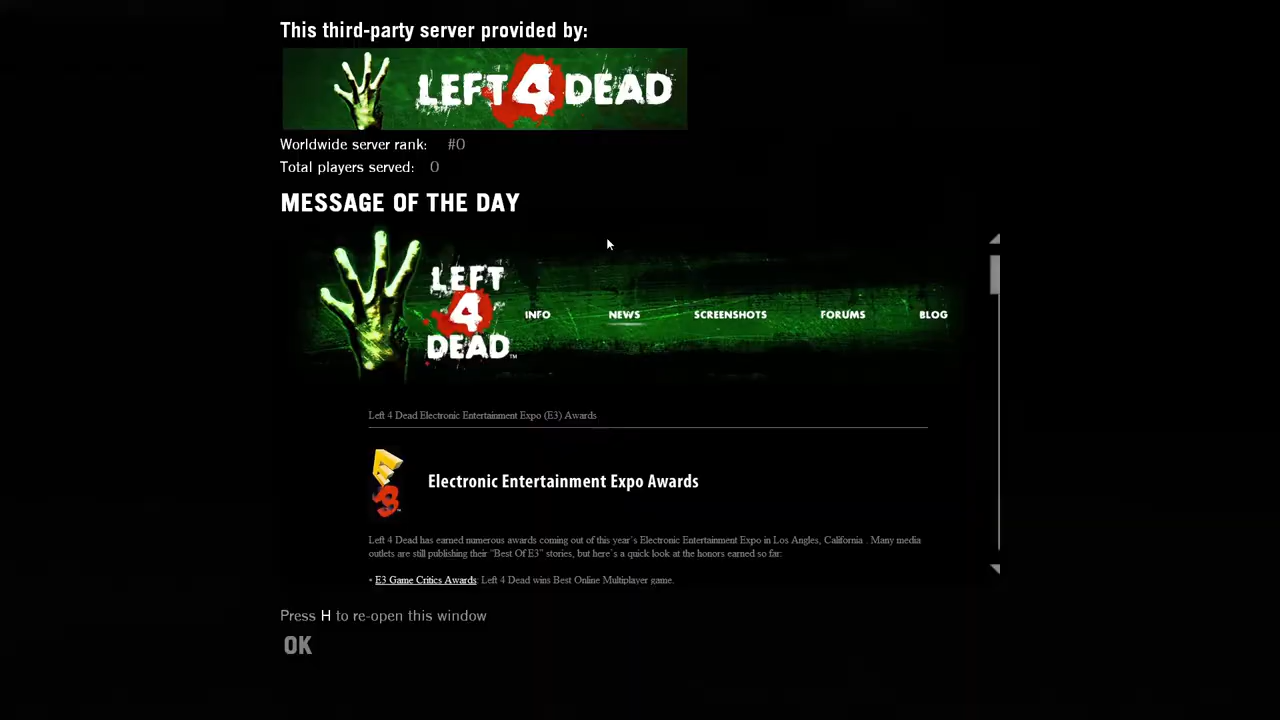 This third-party server provided by:
LEFT 4 DEAD
Worldwide server rank: #0
Total players served: 0
MESSAGE OF THE DAY
LEFT
4
DEAD™
INFO NEWS SCREENSHOTS FORUMS BLOG
Left 4 Dead Electronic Entertainment Expo (E3) Awards
E3
Electronic Entertainment Expo Awards
Left 4 Dead has earned numerous awards coming out of this year's Electronic Entertainment Expo in Los Angles, California . Many media
outlets are still publishing their "Best Of E3" stories, but here's a quick look at the honors earned so far:
• E3 Game Critics Awards: Left 4 Dead wins Best Online Multiplayer game.
Press H to re-open this window
OK